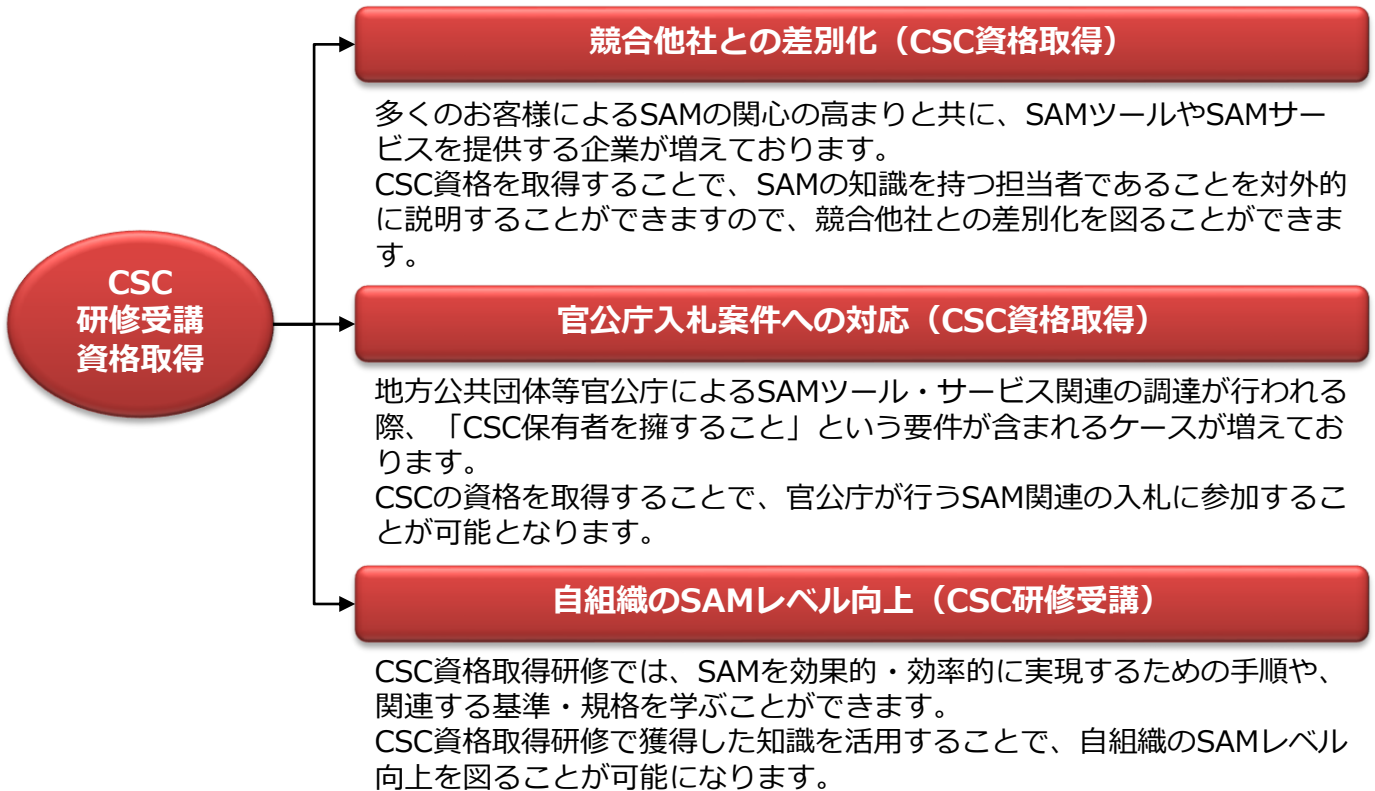 CSC
研修受講
資格取得
競合他社との差別化（CSC資格取得）
多くのお客様によるSAMの関心の高まりと共に、SAMツールやSAMサー
ビスを提供する企業が増えております。
CSC資格を取得することで、SAMの知識を持つ担当者であることを対外的
に説明することができますので、競合他社との差別化を図ることができま
す。
官公庁入札案件への対応（CSC資格取得）
地方公共団体等官公庁によるSAMツール・サービス関連の調達が行われる
際、「CSC保有者を擁すること」という要件が含まれるケースが増えてお
ります。
CSCの資格を取得することで、官公庁が行うSAM関連の入札に参加するこ
とが可能となります。
自組織のSAMレベル向上（CSC研修受講）
CSC資格取得研修では、SAMを効果的・効率的に実現するための手順や、
関連する基準・規格を学ぶことができます。
CSC資格取得研修で獲得した知識を活用することで、自組織のSAMレベル
向上を図ることが可能になります。